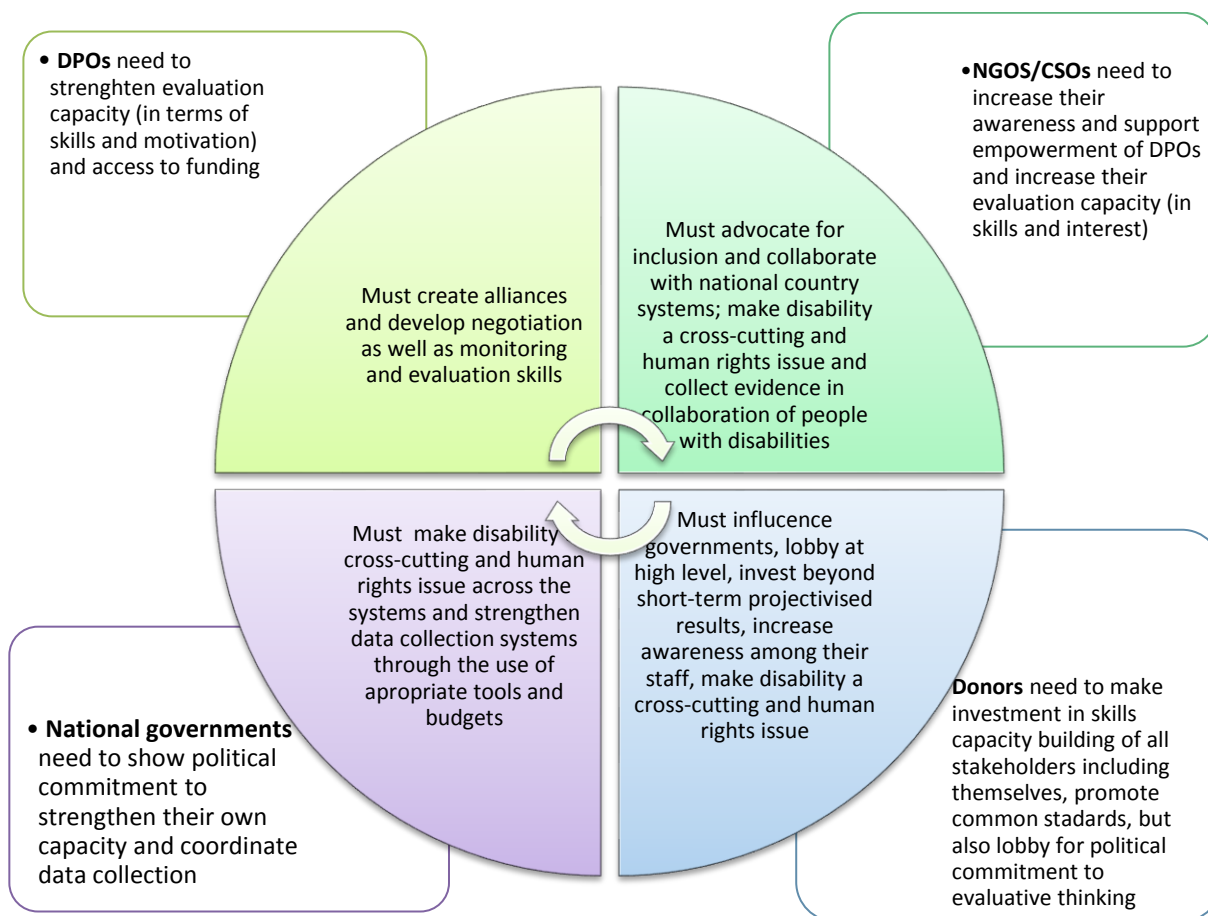 • DPOs need to
strenghten evaluation
capacity (in terms of
skills and motivation)
and access to funding
•NGOS/CSOs need to
increase their
awareness and support
empowerment of DPOs
and increase their
evaluation capacity (in
skills and interest)
Must create alliances
and develop negotiation
as well as monitoring
and evaluation skills
Must advocate for
inclusion and collaborate
with national country
systems; make disability
a cross-cutting and
human rights issue and
collect evidence in
collaboration of people
with disabilities
Must make disability
cross-cutting and human
rights issue across the
systems and strengthen
data collection systems
through the use of
apropriate tools and
budgets
Must influcence
governments, lobby at
high level, invest beyond
short-term projectivised
results, increase
awareness among their
staff, make disability a
cross-cutting and human
rights issue
• National governments
need to show political
commitment to
strengthen their own
capacity and coordinate
data collection
Donors need to make
investment in skills
capacity building of all
stakeholders including
themselves, promote
common stadards, but
also lobby for political
commitment to
evaluative thinking